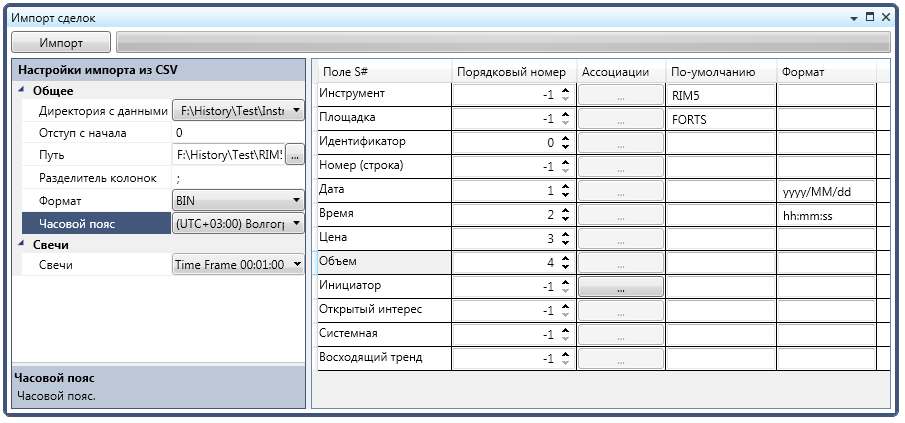 Импорт сделок
Импорт
Настройки импорта из CSV
Общее
Директория с данными F:\History\Test\Instr
Отступ с начала 0
Путь F:\History\Test\RIM5 ...
Разделитель колонок ;
Формат BIN
Часовой пояс (UTC+03:00) Волгогр
Свечи
Свечи Time Frame 00:01:00
Часовой пояс
Часовой пояс.
Поле S# Порядковый номер Ассоциации По-умолчанию Формат
Инструмент -1 ... RIM5
Площадка -1 ... FORTS
Идентификатор 0 ...
Номер (строка) -1 ...
Дата 1 ... yyyy/MM/dd
Время 2 ... hh:mm:ss
Цена 3 ...
Объем 4 ...
Инициатор -1 ...
Открытый интерес -1 ...
Системная -1 ...
Восходящий тренд -1 ...